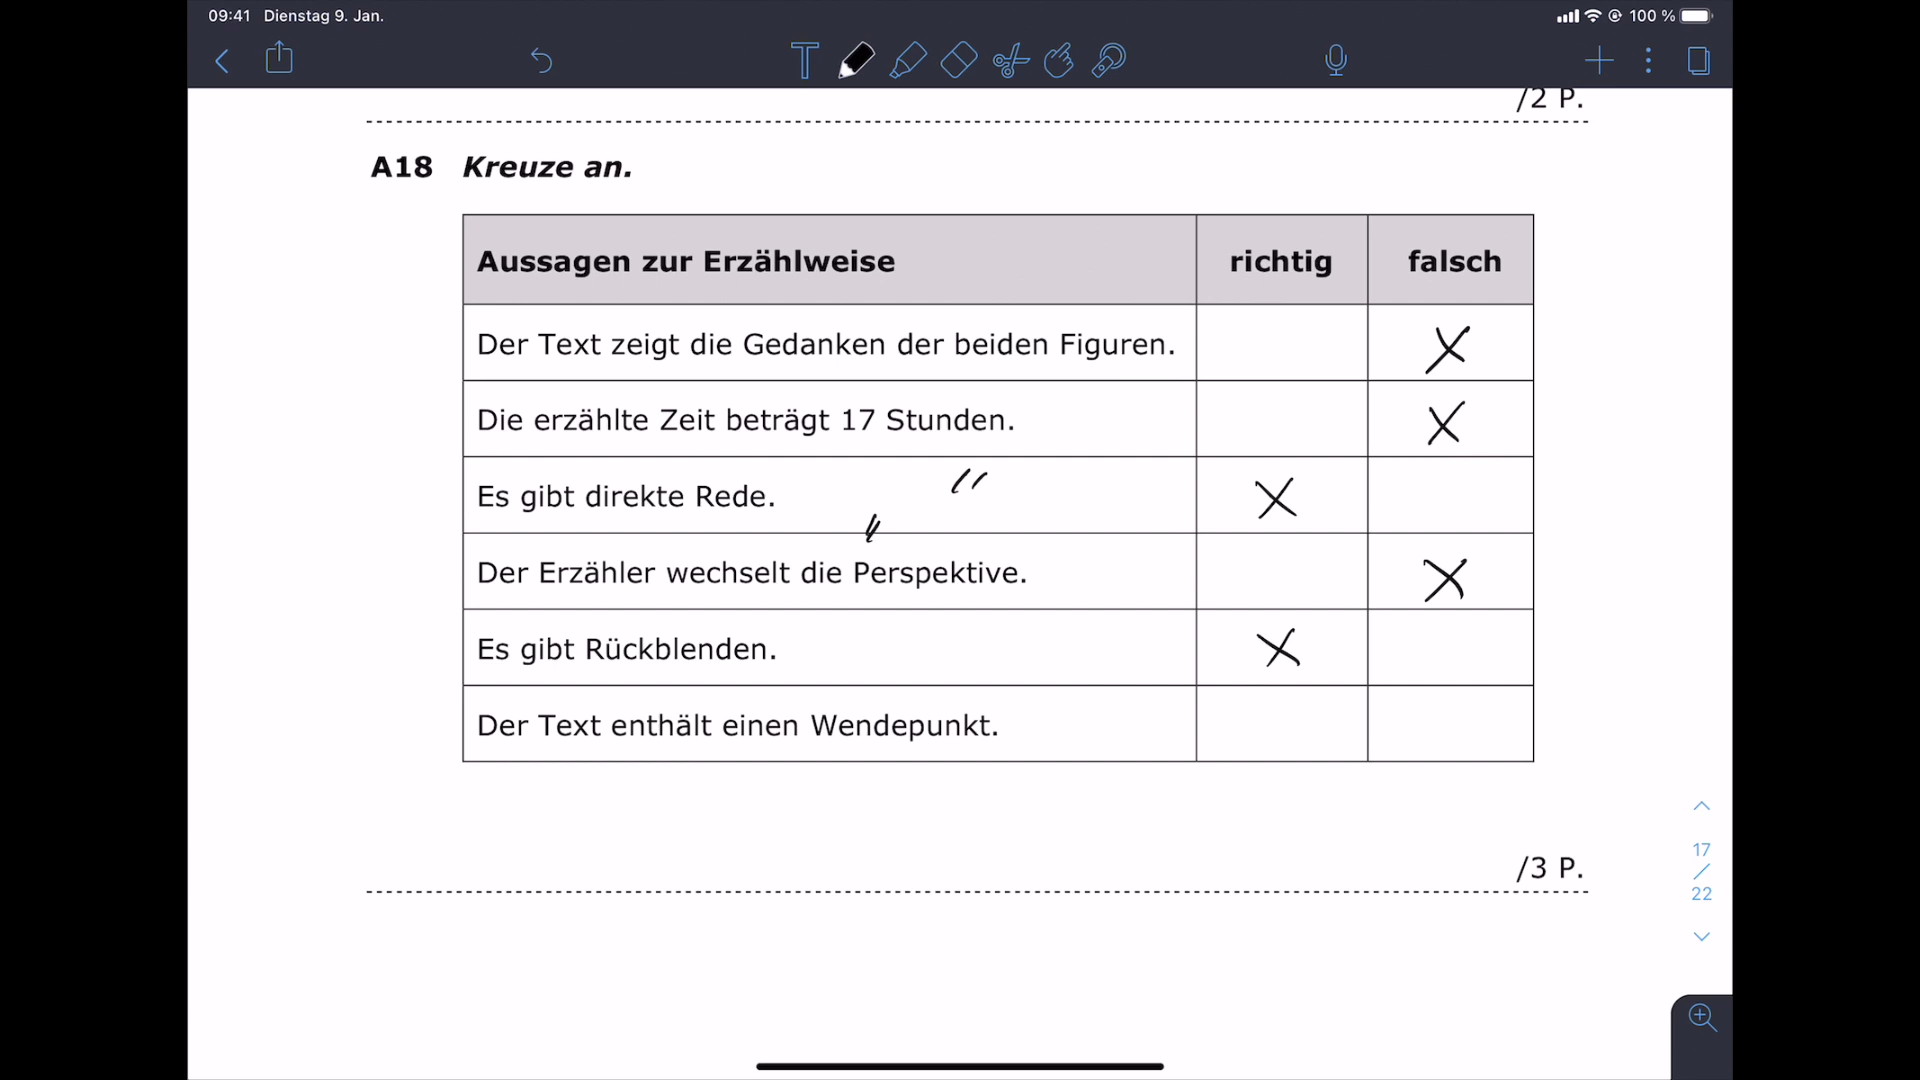 09:41 Dienstag 9. Jan.
100 %
/2 P.
A18 Kreuze an.
Aussagen zur Erzählweise richtig falsch
Der Text zeigt die Gedanken der beiden Figuren. X
Die erzählte Zeit beträgt 17 Stunden. X
Es gibt direkte Rede. X
Der Erzähler wechselt die Perspektive. X
Es gibt Rückblenden. X
Der Text enthält einen Wendepunkt.
/3 P.
17
/
22